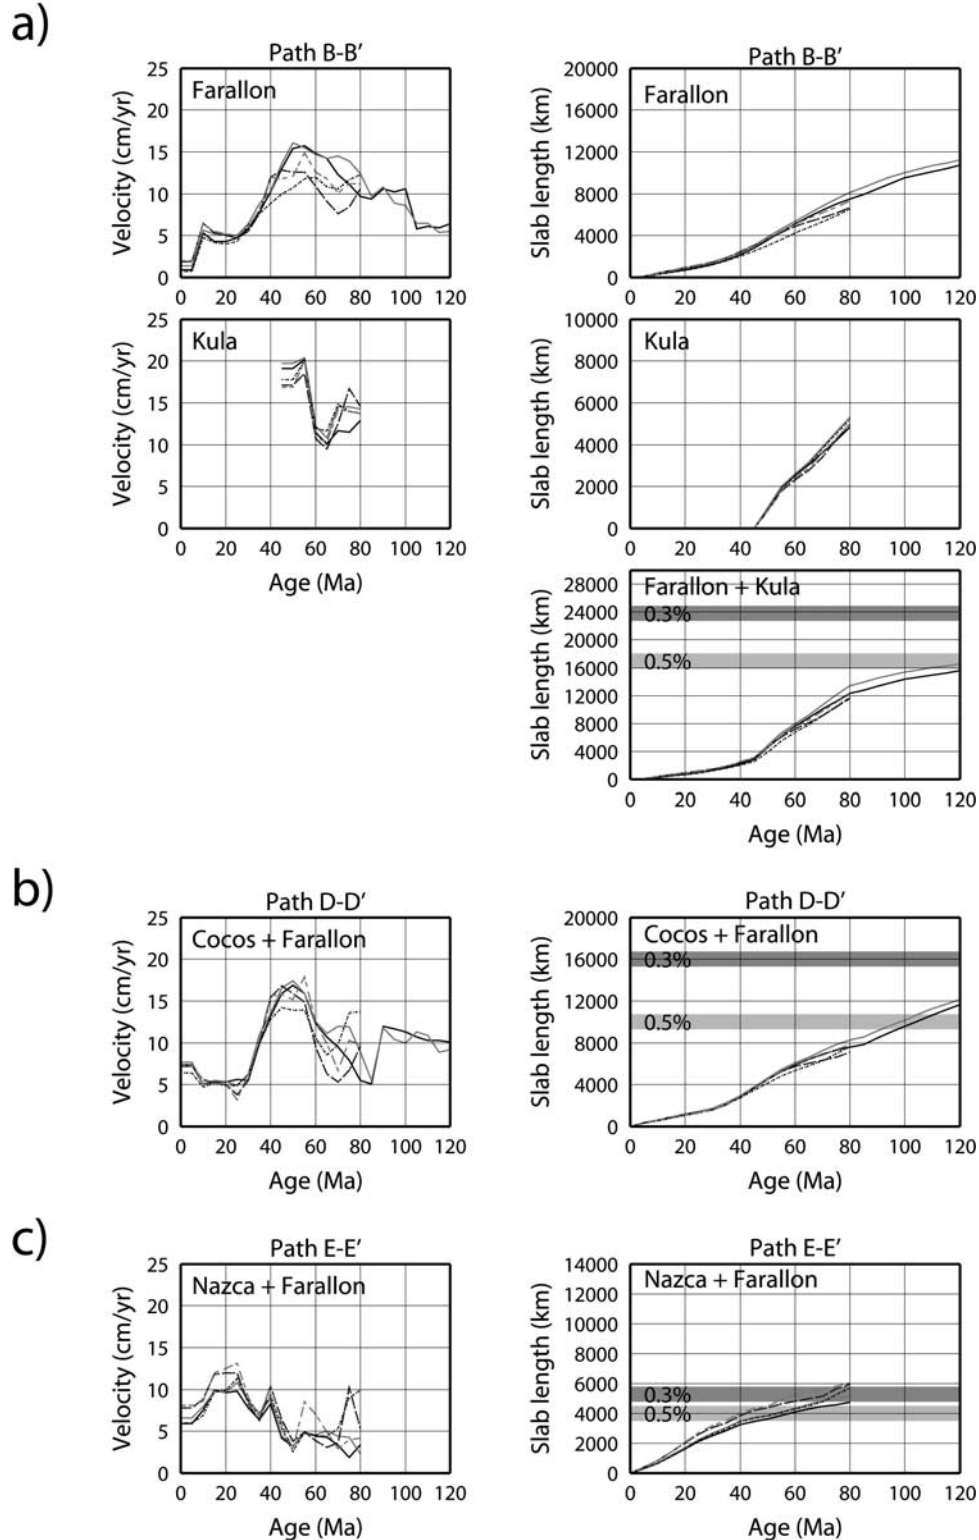 a)
Path B-B'
25
20
15
10
5
0
Velocity (cm/yr)
Farallon
0 20 40 60 80 100 120
Path B-B'
20000
16000
12000
8000
4000
0
Slab length (km)
Farallon
0 20 40 60 80 100 120
25
20
15
10
5
0
Velocity (cm/yr)
Kula
0 20 40 60 80 100 120
Age (Ma)
10000
8000
6000
4000
2000
0
Slab length (km)
Kula
0 20 40 60 80 100 120
28000
24000
20000
16000
12000
8000
4000
0
Slab length (km)
Farallon + Kula
0.3%
0.5%
0 20 40 60 80 100 120
Age (Ma)
b)
Path D-D'
25
20
15
10
5
0
Velocity (cm/yr)
Cocos + Farallon
0 20 40 60 80 100 120
Age (Ma)
Path D-D'
20000
16000
12000
8000
4000
0
Slab length (km)
Cocos + Farallon
0.3%
0.5%
0 20 40 60 80 100 120
Age (Ma)
c)
Path E-E'
25
20
15
10
5
0
Velocity (cm/yr)
Nazca + Farallon
0 20 40 60 80 100 120
Age (Ma)
Path E-E'
14000
12000
10000
8000
6000
4000
2000
0
Slab length (km)
Nazca + Farallon
0.3%
0.5%
0 20 40 60 80 100 120
Age (Ma)